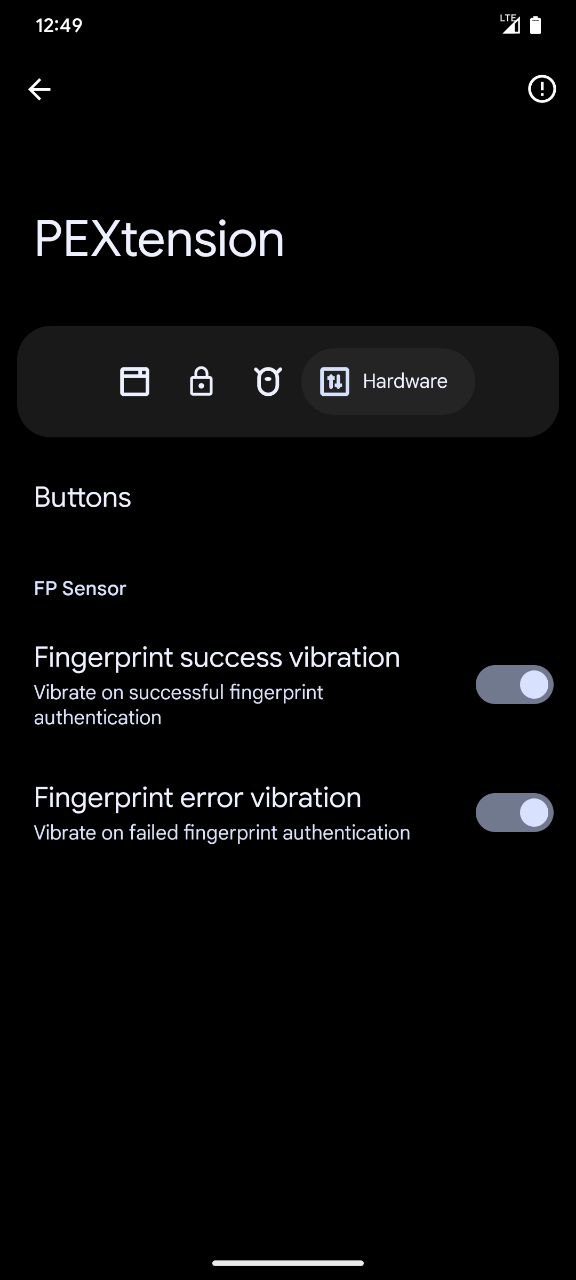 12:49
LTE
PEXtension
Hardware
Buttons
FP Sensor
Fingerprint success vibration
Vibrate on successful fingerprint
authentication
Fingerprint error vibration
Vibrate on failed fingerprint authentication